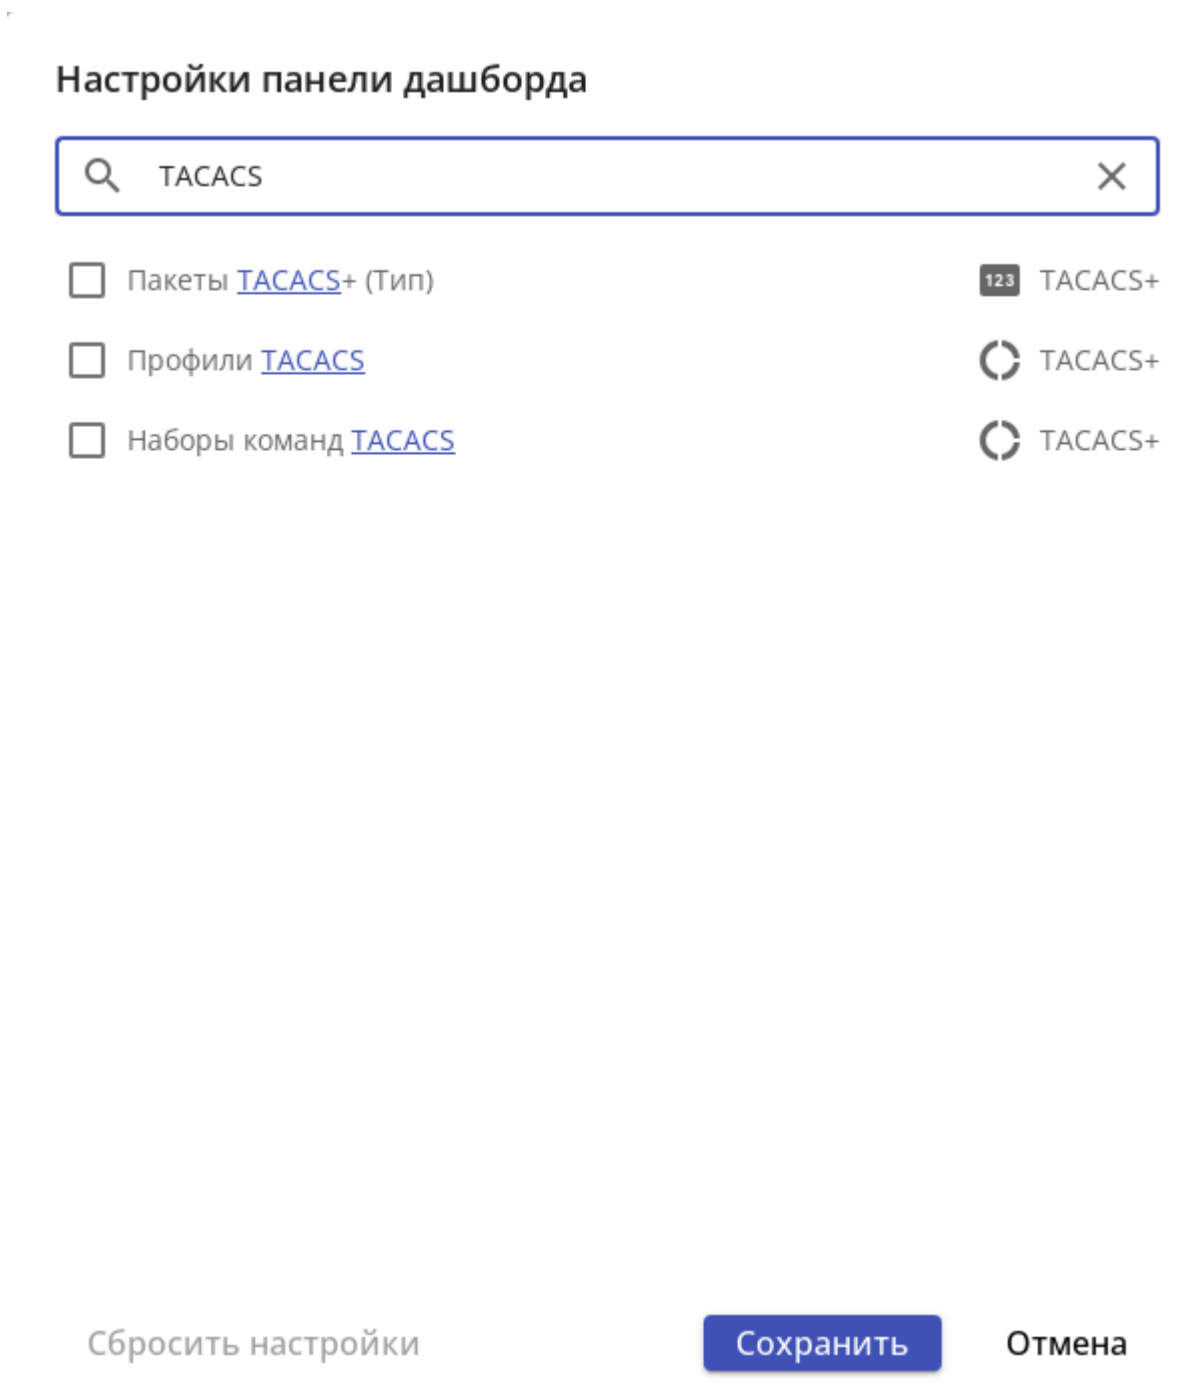 Настройки панели дашборда
TACACS
Пакеты TACACS+ (Тип) 123 TACACS+
Профили TACACS TACACS+
Наборы команд TACACS TACACS+
Сбросить настройки Сохранить Отмена